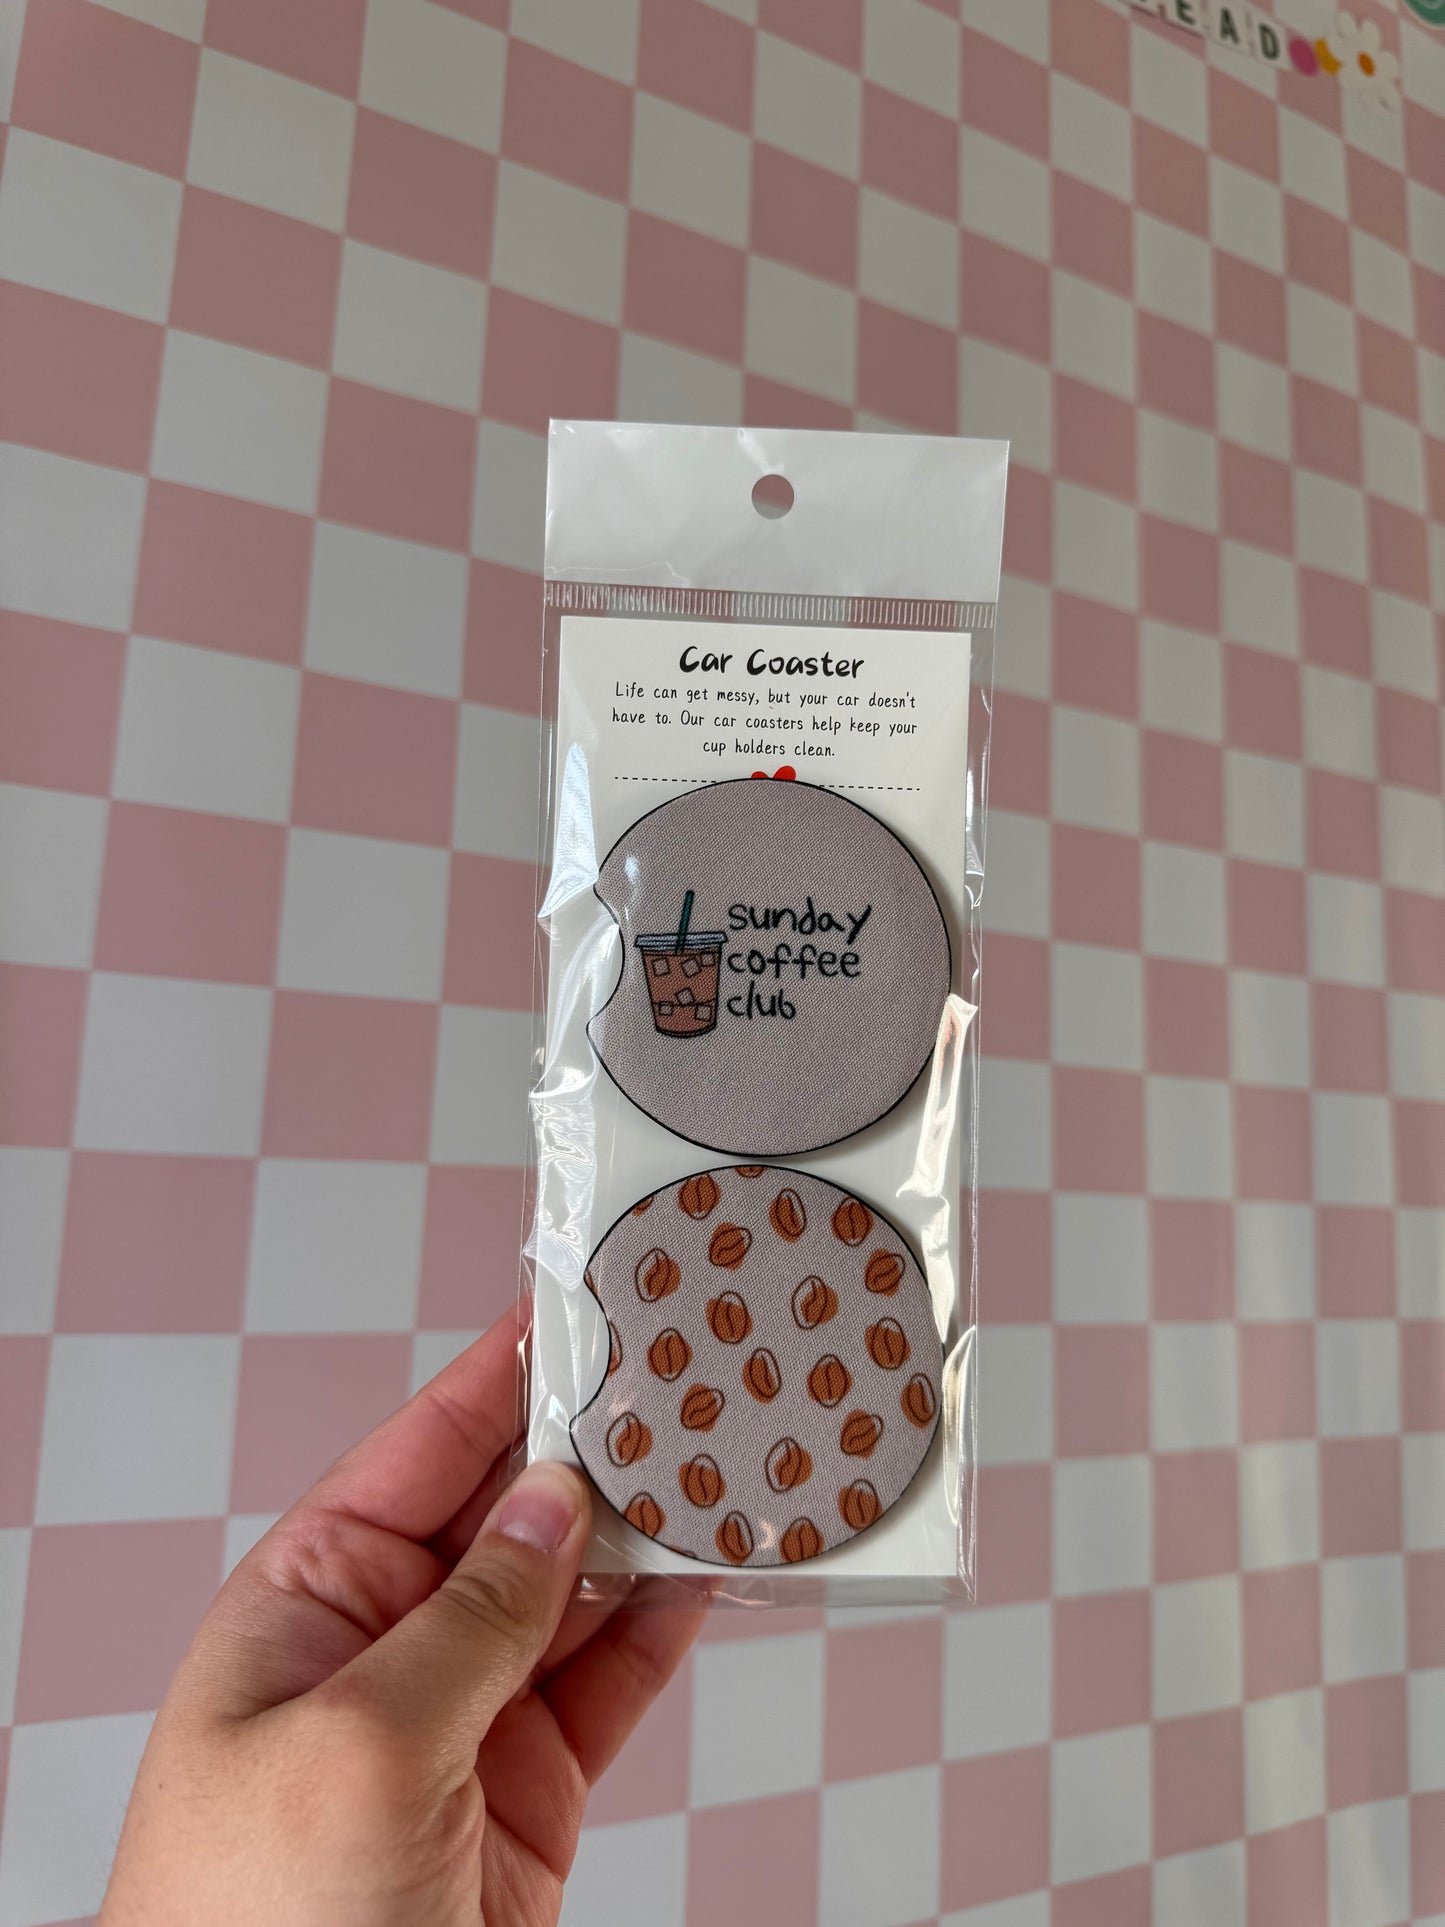 EAD
Car Coaster
Life can get messy, but your car doesn't
have to. Our car coasters help keep your
cup holders clean.
sunday
coffee
club